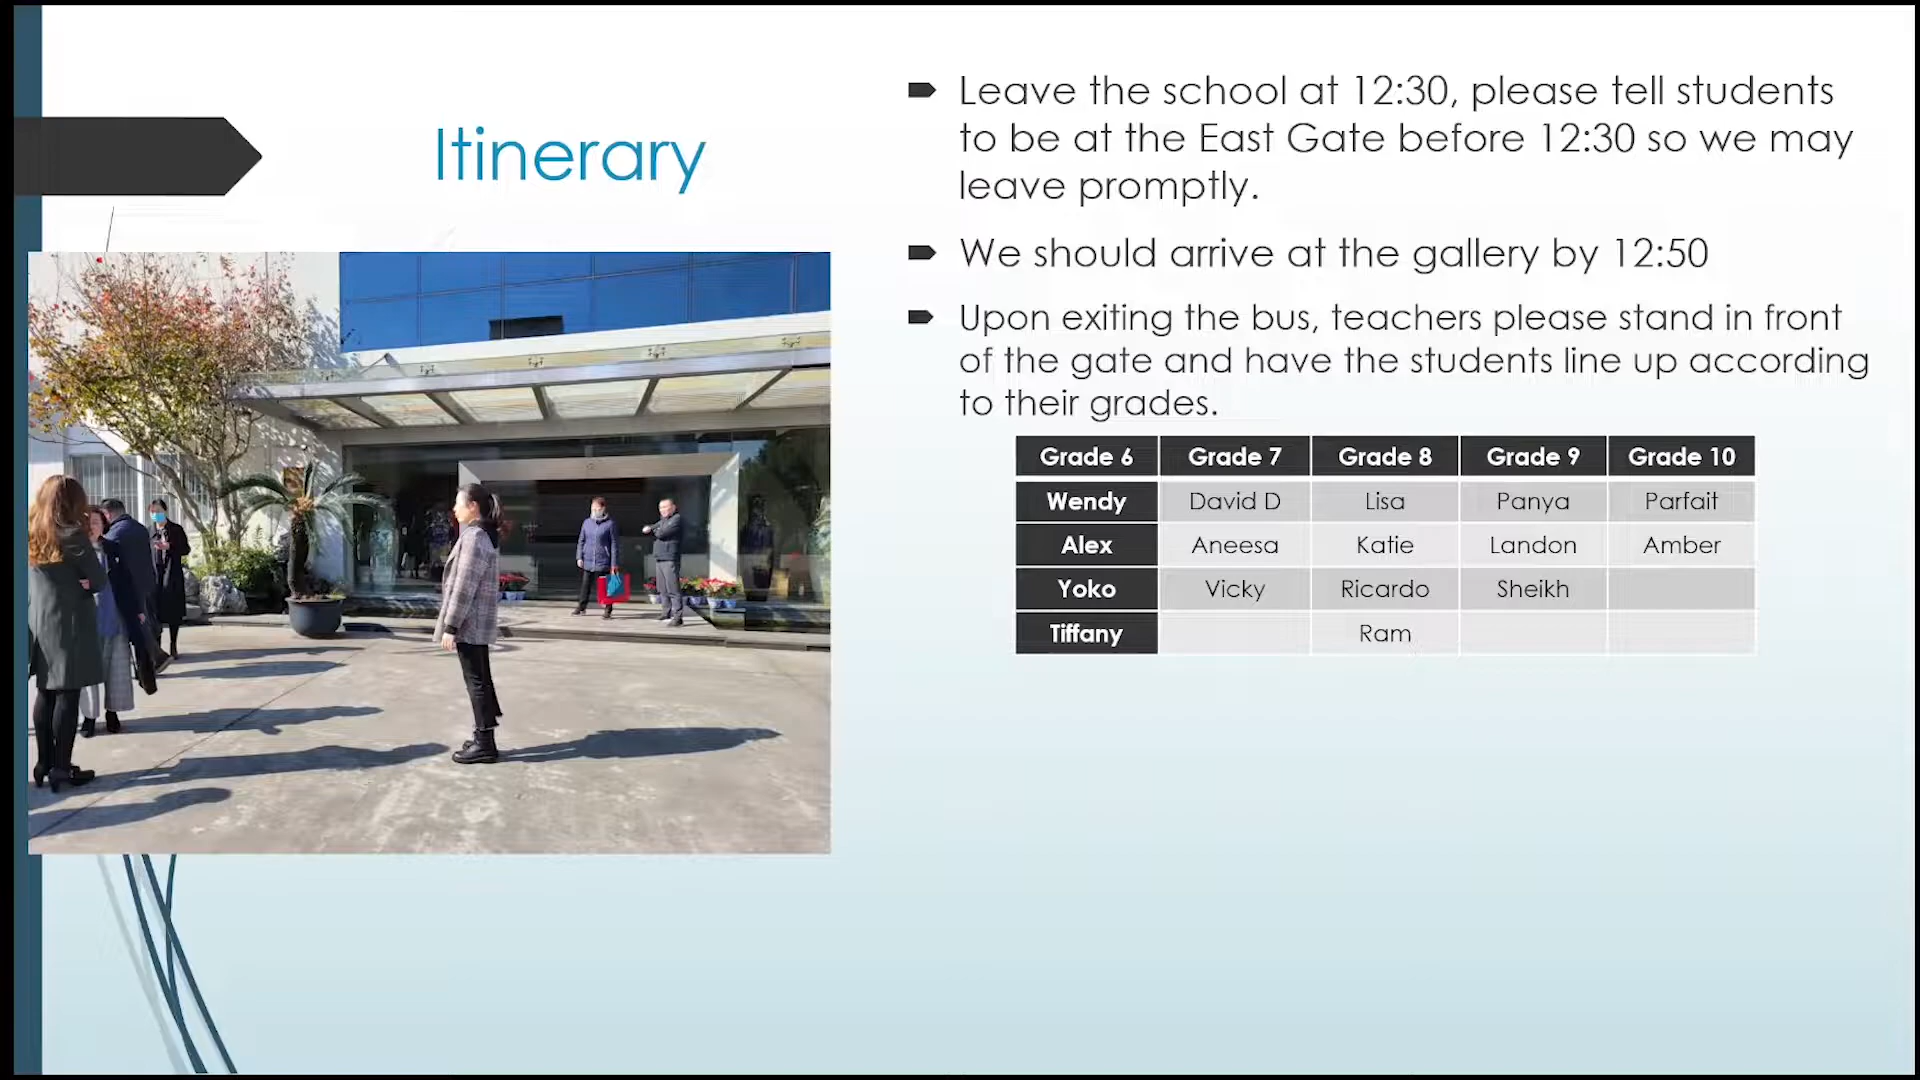 Itinerary
Leave the school at 12:30, please tell students
to be at the East Gate before 12:30 so we may
leave promptly.
We should arrive at the gallery by 12:50
Upon exiting the bus, teachers please stand in front
of the gate and have the students line up according
to their grades.
Grade 6 Grade 7 Grade 8 Grade 9 Grade 10
Wendy David D Lisa Panya Parfait
Alex Aneesa Katie Landon Amber
Yoko Vicky Ricardo Sheikh
Tiffany Ram